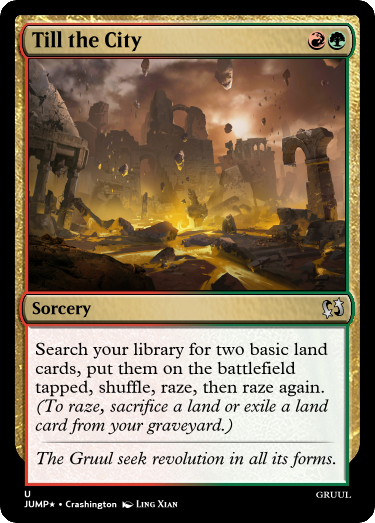 Till the City
Sorcery
Search your library for two basic land
cards, put them on the battlefield
tapped, shuffle, raze, then raze again.
(To raze, sacrifice a land or exile a land
card from your graveyard.)
The Gruul seek revolution in all its forms.
U
GRUUL
JUMP★ • Crashington Ling Xian